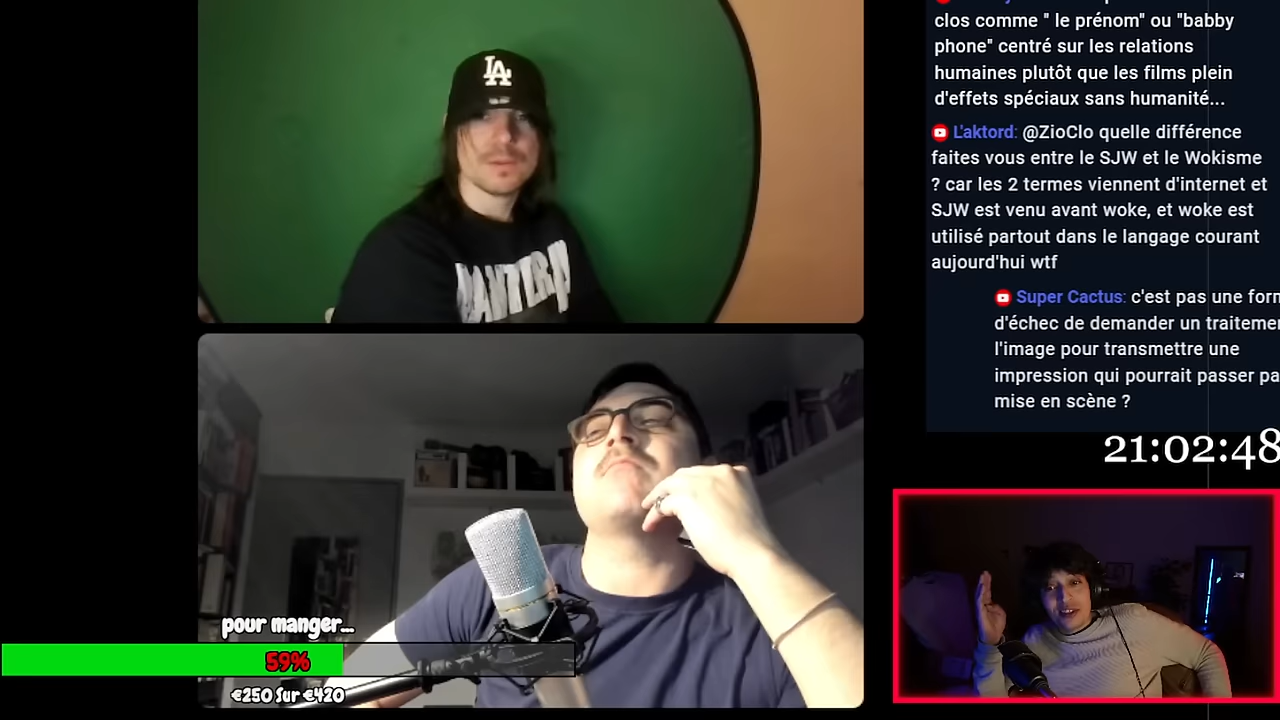 clos comme " le prénom" ou "babby
phone" centré sur les relations
humaines plutôt que les films plein
d'effets spéciaux sans humanité...
L'aktord: @ZioClo quelle différence
faites vous entre le SJW et le Wokisme
? car les 2 termes viennent d'internet et
SJW est venu avant woke, et woke est
utilisé partout dans le langage courant
aujourd'hui wtf
Super Cactus: c'est pas une for
d'échec de demander un traiteme
l'image pour transmettre une
impression qui pourrait passer pa
mise en scène ?
21:02:48
LA
PANTERA
pour manger...
59%
€250 Sur €420